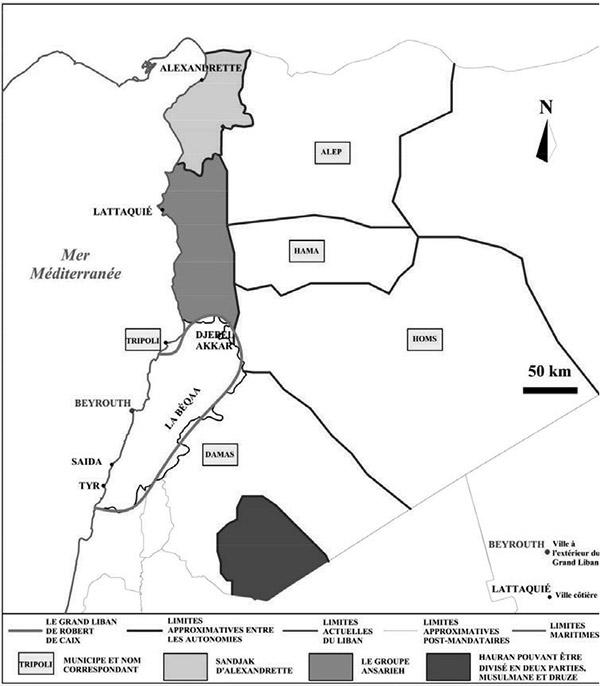 ALEXANDRETTE
N
ALEP
LATTAQUIÉ
HAMA
Mer
Méditerranée
TRIPOLI
DJEBEL
AKKAR
HOMS
50 km
BEYROUTH
LA BÉQAA
DAMAS
SAIDA
TYR
BEYROUTH
Ville à
l'extérieur du
Grand Liban
LATTAQUIÉ
Ville côtière
LE GRAND LIBAN
DE ROBERT
DE CAIX
LIMITES
APPROXIMATIVES ENTRE
LES AUTONOMIES
LIMITES
ACTUELLES
DU LIBAN
LIMITES
APPROXIMATIVES
POST-MANDATAIRES
LIMITES
MARITIMES
TRIPOLI
MUNICIPE ET NOM
CORRESPONDANT
SANDJAK
D'ALEXANDRETTE
LE GROUPE
ANSARIEH
HAURAN POUVANT ÊTRE
DIVISÉ EN DEUX PARTIES,
MUSULMANE ET DRUZE